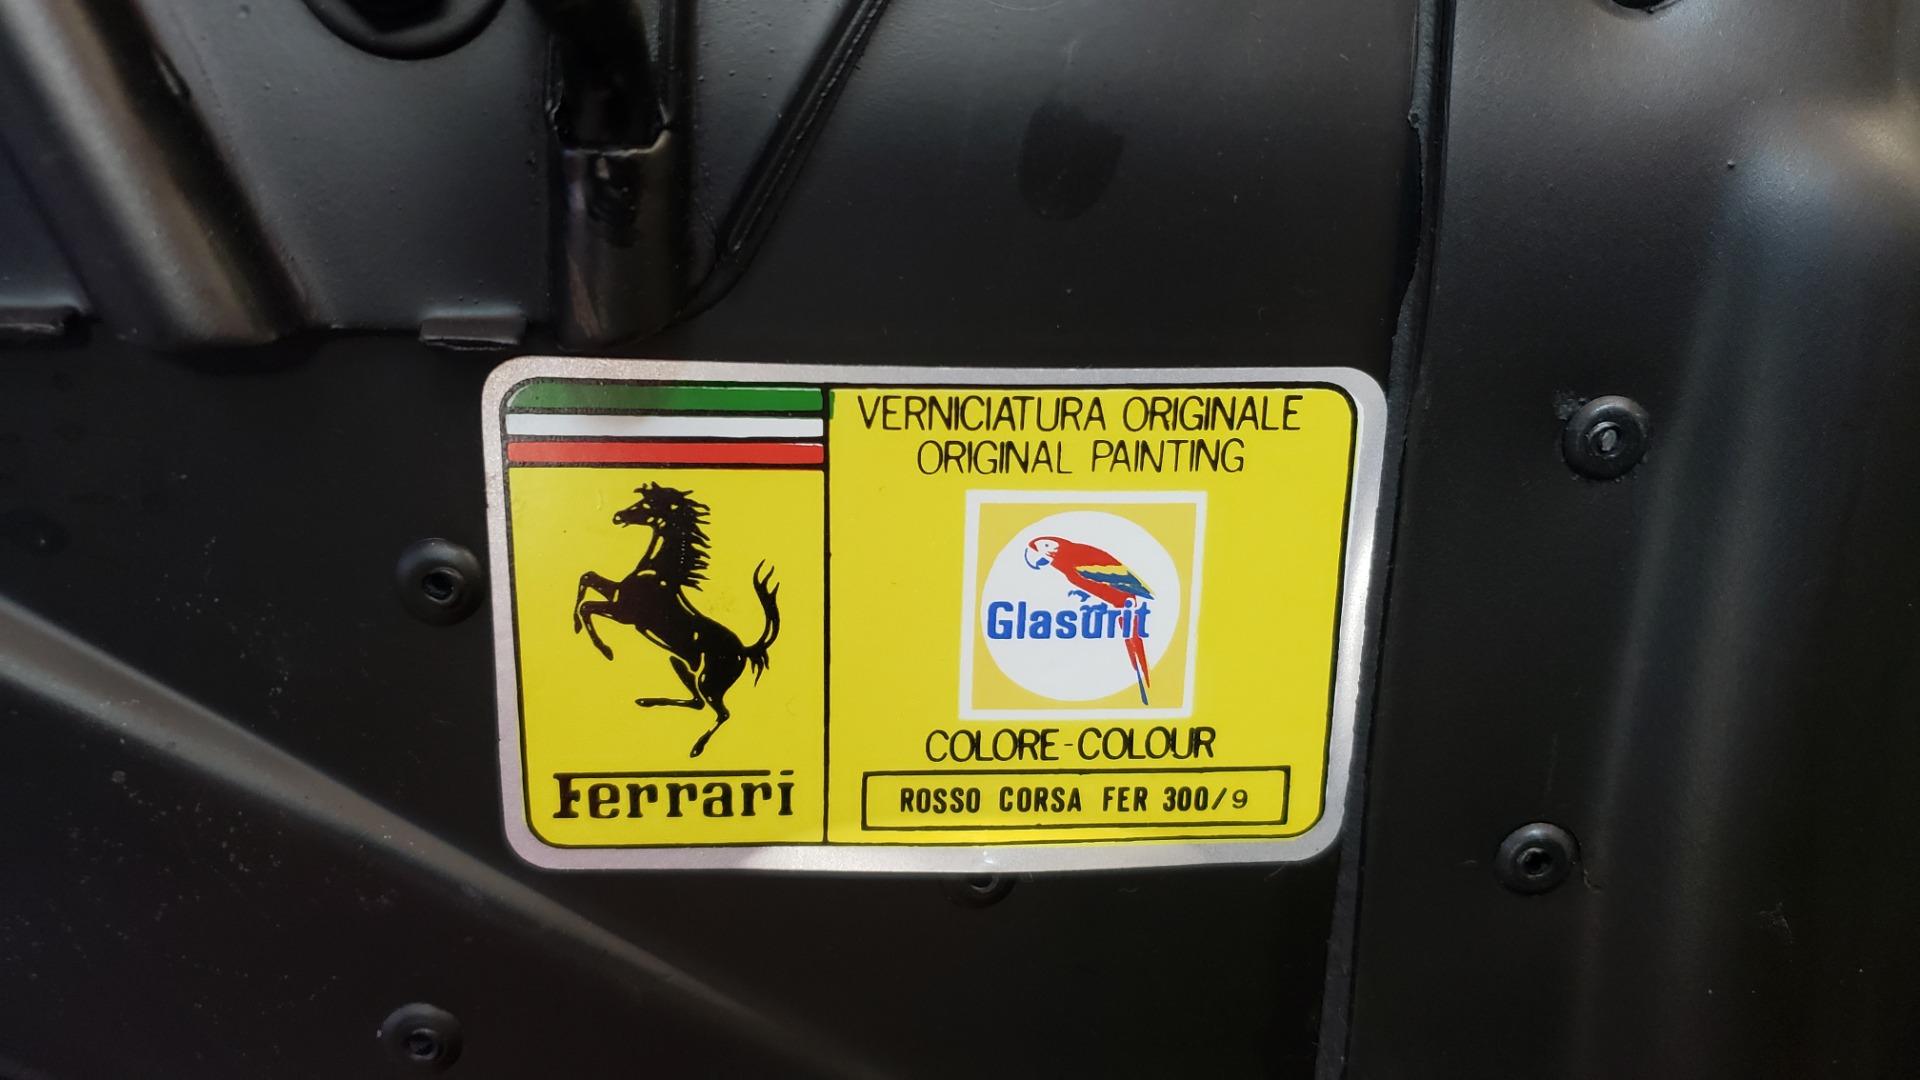 VERNICIATURA ORIGINALE
ORIGINAL PAINTING
Glasurit
COLORE-COLOUR
ROSSO CORSA FER 300/9
Ferrari